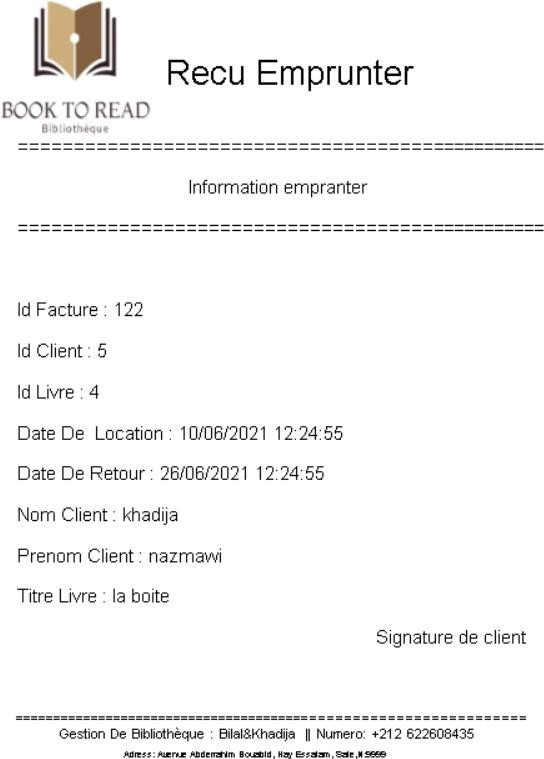 BOOK TO READ
Bibliothèque
Recu Emprunter
===============================================
Information empranter
===============================================
Id Facture : 122
Id Client : 5
Id Livre : 4
Date De  Location : 10/06/2021 12:24:55
Date De Retour : 26/06/2021 12:24:55
Nom Client : khadija
Prenom Client : nazmawi
Titre Livre : la boite
Signature de client
===============================================
Gestion De Bibliothèque : Bilal&Khadija || Numero: +212 622608435
Adress: Auenue Abderrahim Bouabid, Hay Essalam, Sale,N